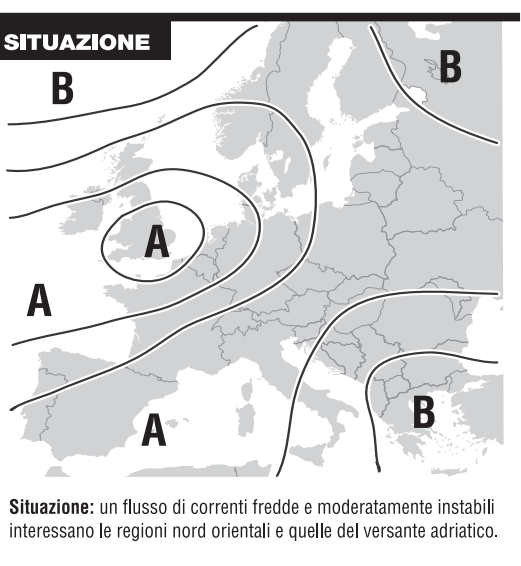 SITUAZIONE
B
B
A
A
B
A
Situazione: un flusso di correnti fredde e moderatamente instabili
interessano le regioni nord orientali e quelle del versante adriatico.